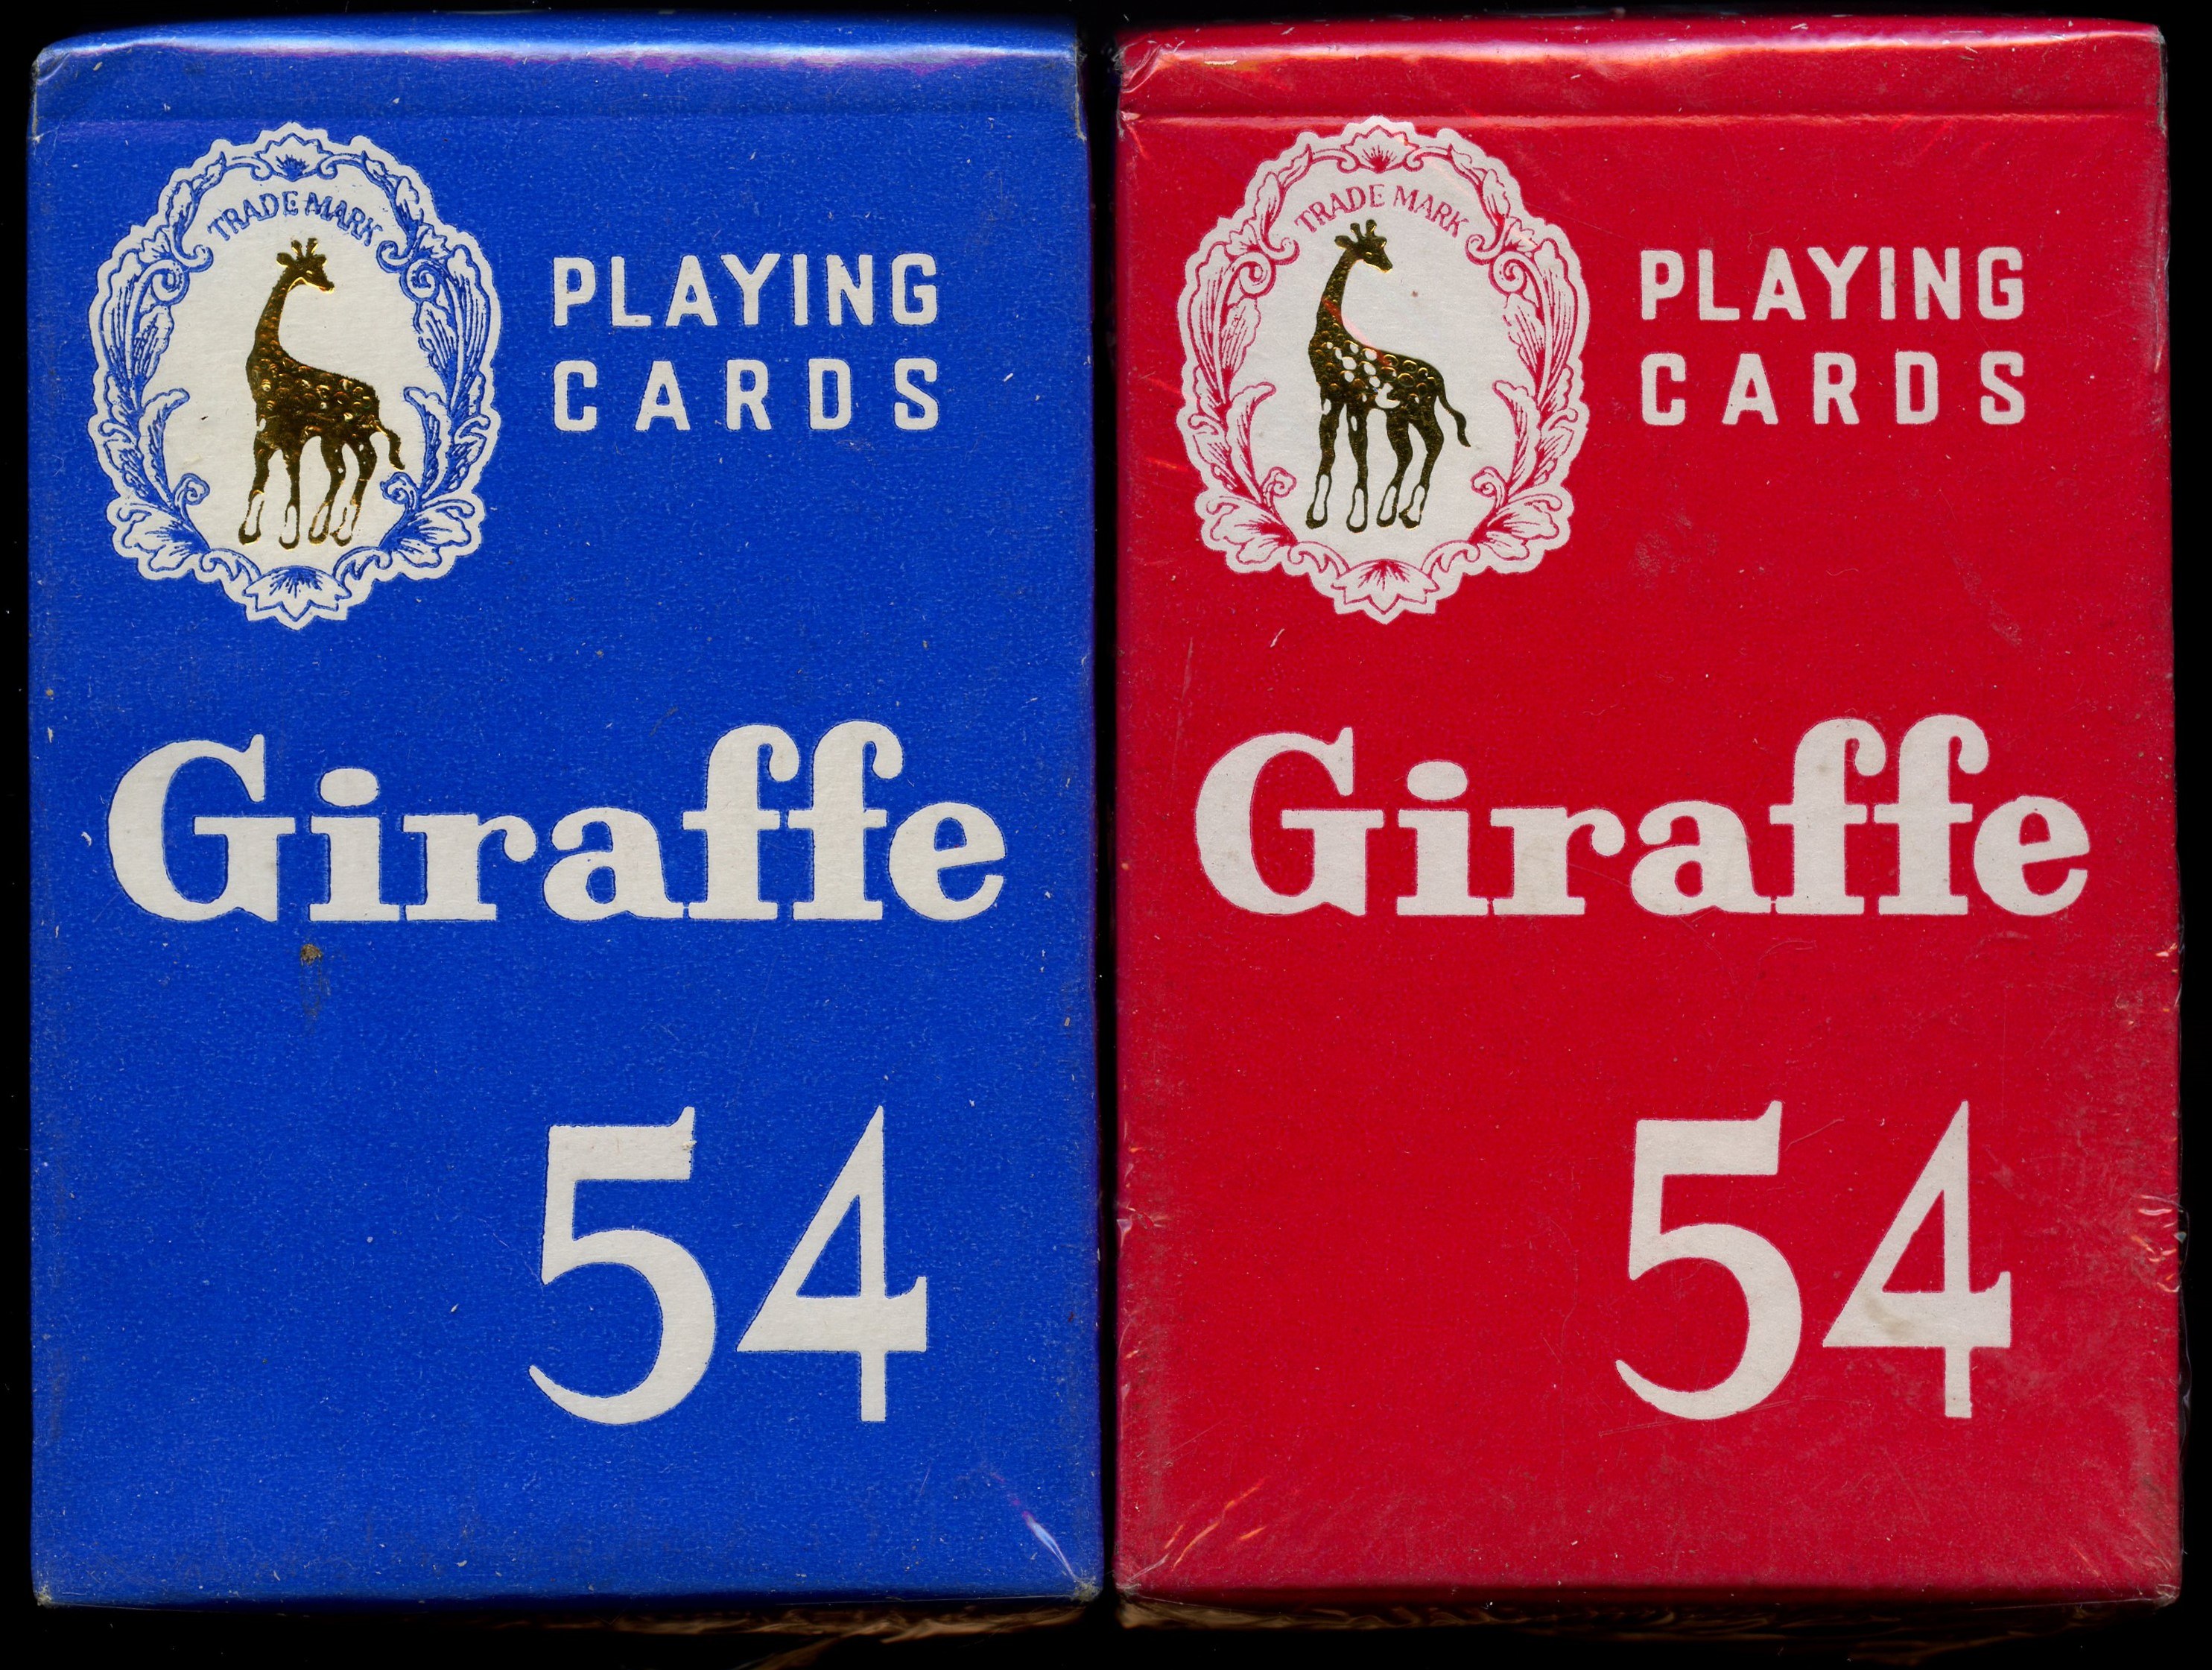 TRADE MARK
PLAYING
CARDS
Giraffe
54
TRADE MARK
PLAYING
CARDS
Giraffe
54